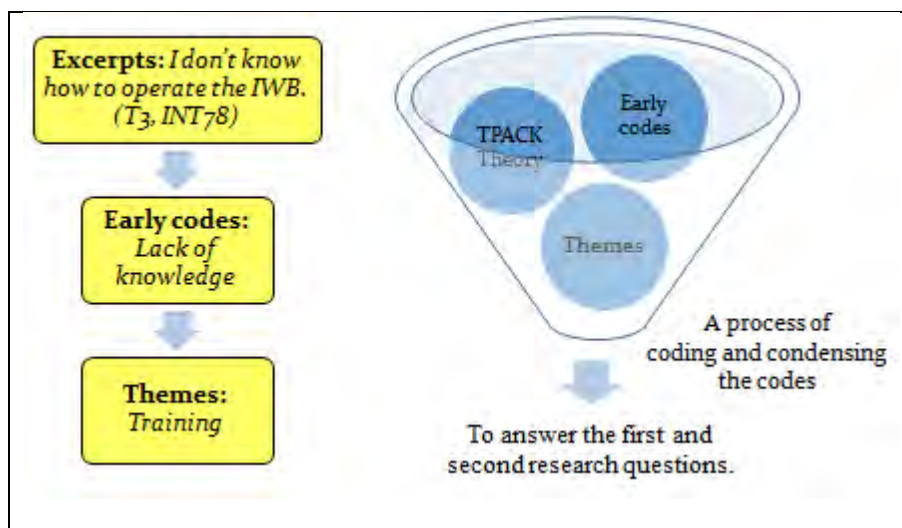 Excerpts: I don't know
how to operate the IWB.
(T3, INT78)
Early codes:
Lack of
knowledge
Themes:
Training
TPACK
Theory
Early
codes
Themes
A process of
coding and condensing
the codes
To answer the first and
second research questions.